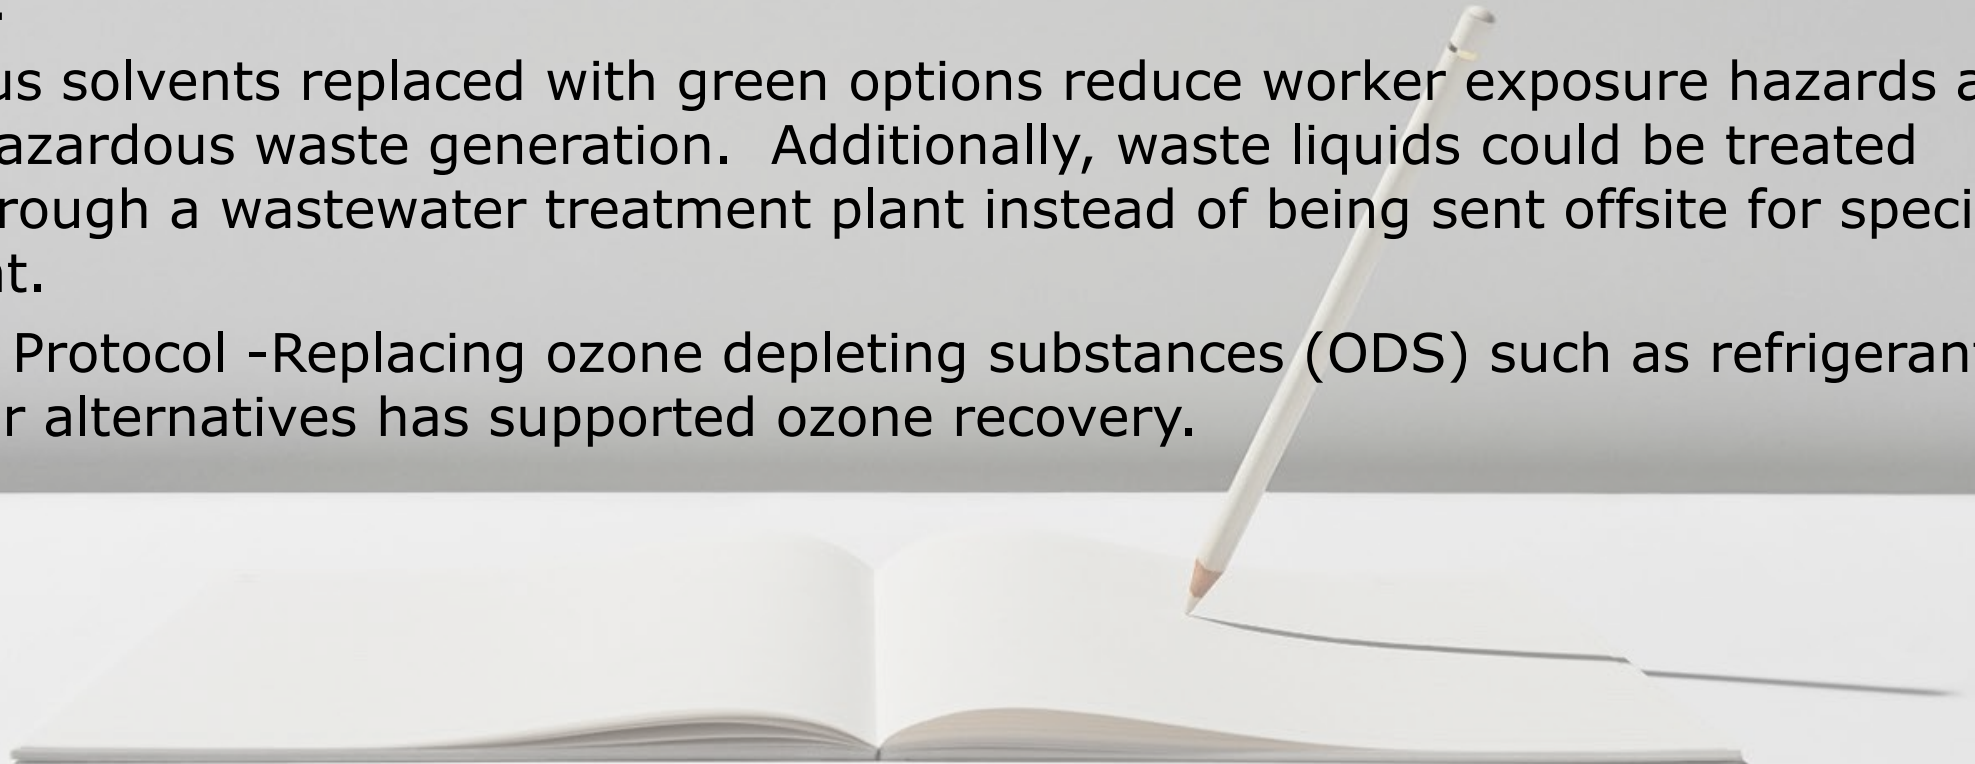 .
us solvents replaced with green options reduce worker exposure hazards a
azardous waste generation.  Additionally, waste liquids could be treated
rough a wastewater treatment plant instead of being sent offsite for speci
t.
Protocol -Replacing ozone depleting substances (ODS) such as refrigerant
r alternatives has supported ozone recovery.